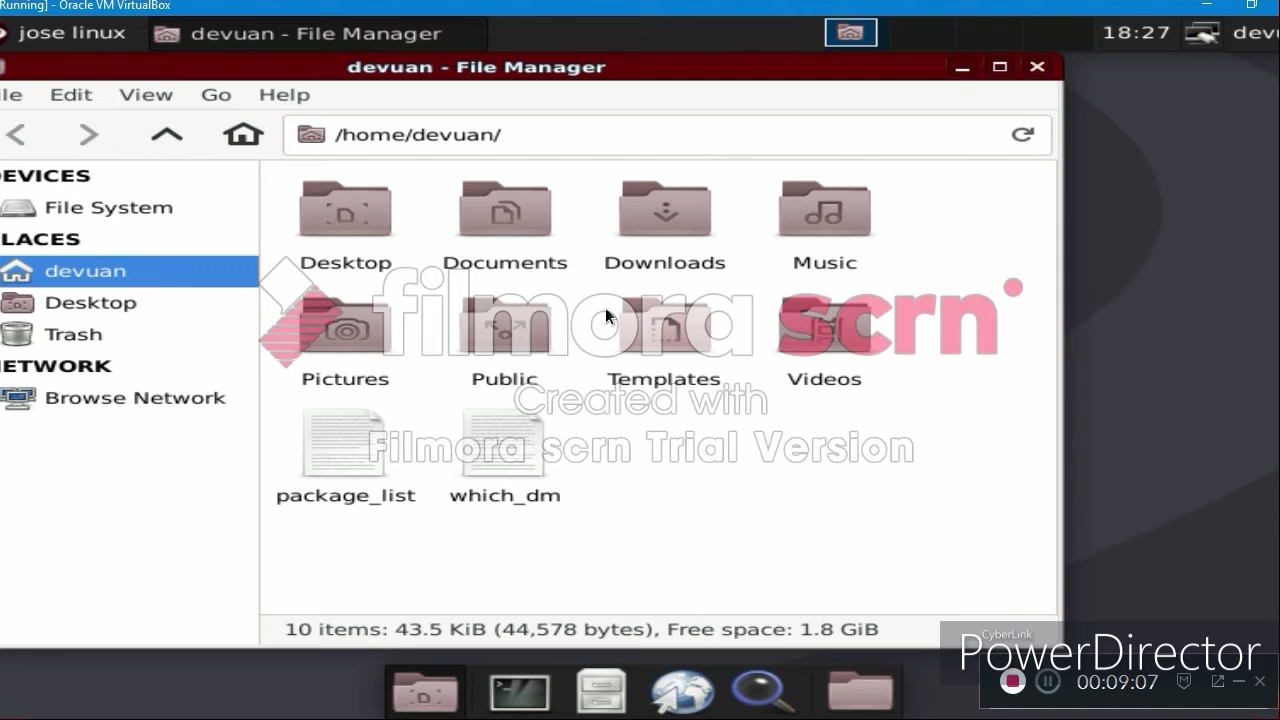 Running] - Oracle VM VirtualBox
jose linux
devuan - File Manager
18:27
devu
devuan - File Manager
ile Edit View Go Help
/home/devuan/
EVICES
File System
LACES
devuan
Desktop
Trash
ETWORK
Browse Network
Desktop Documents Downloads Music
Pictures Public Templates Videos
package_list which_dm
filmora scrn
Created with
Filmora scrn Trial Version
10 items: 43.5 KiB (44,578 bytes), Free space: 1.8 GiB
CyberLink
PowerDirector
00:09:07